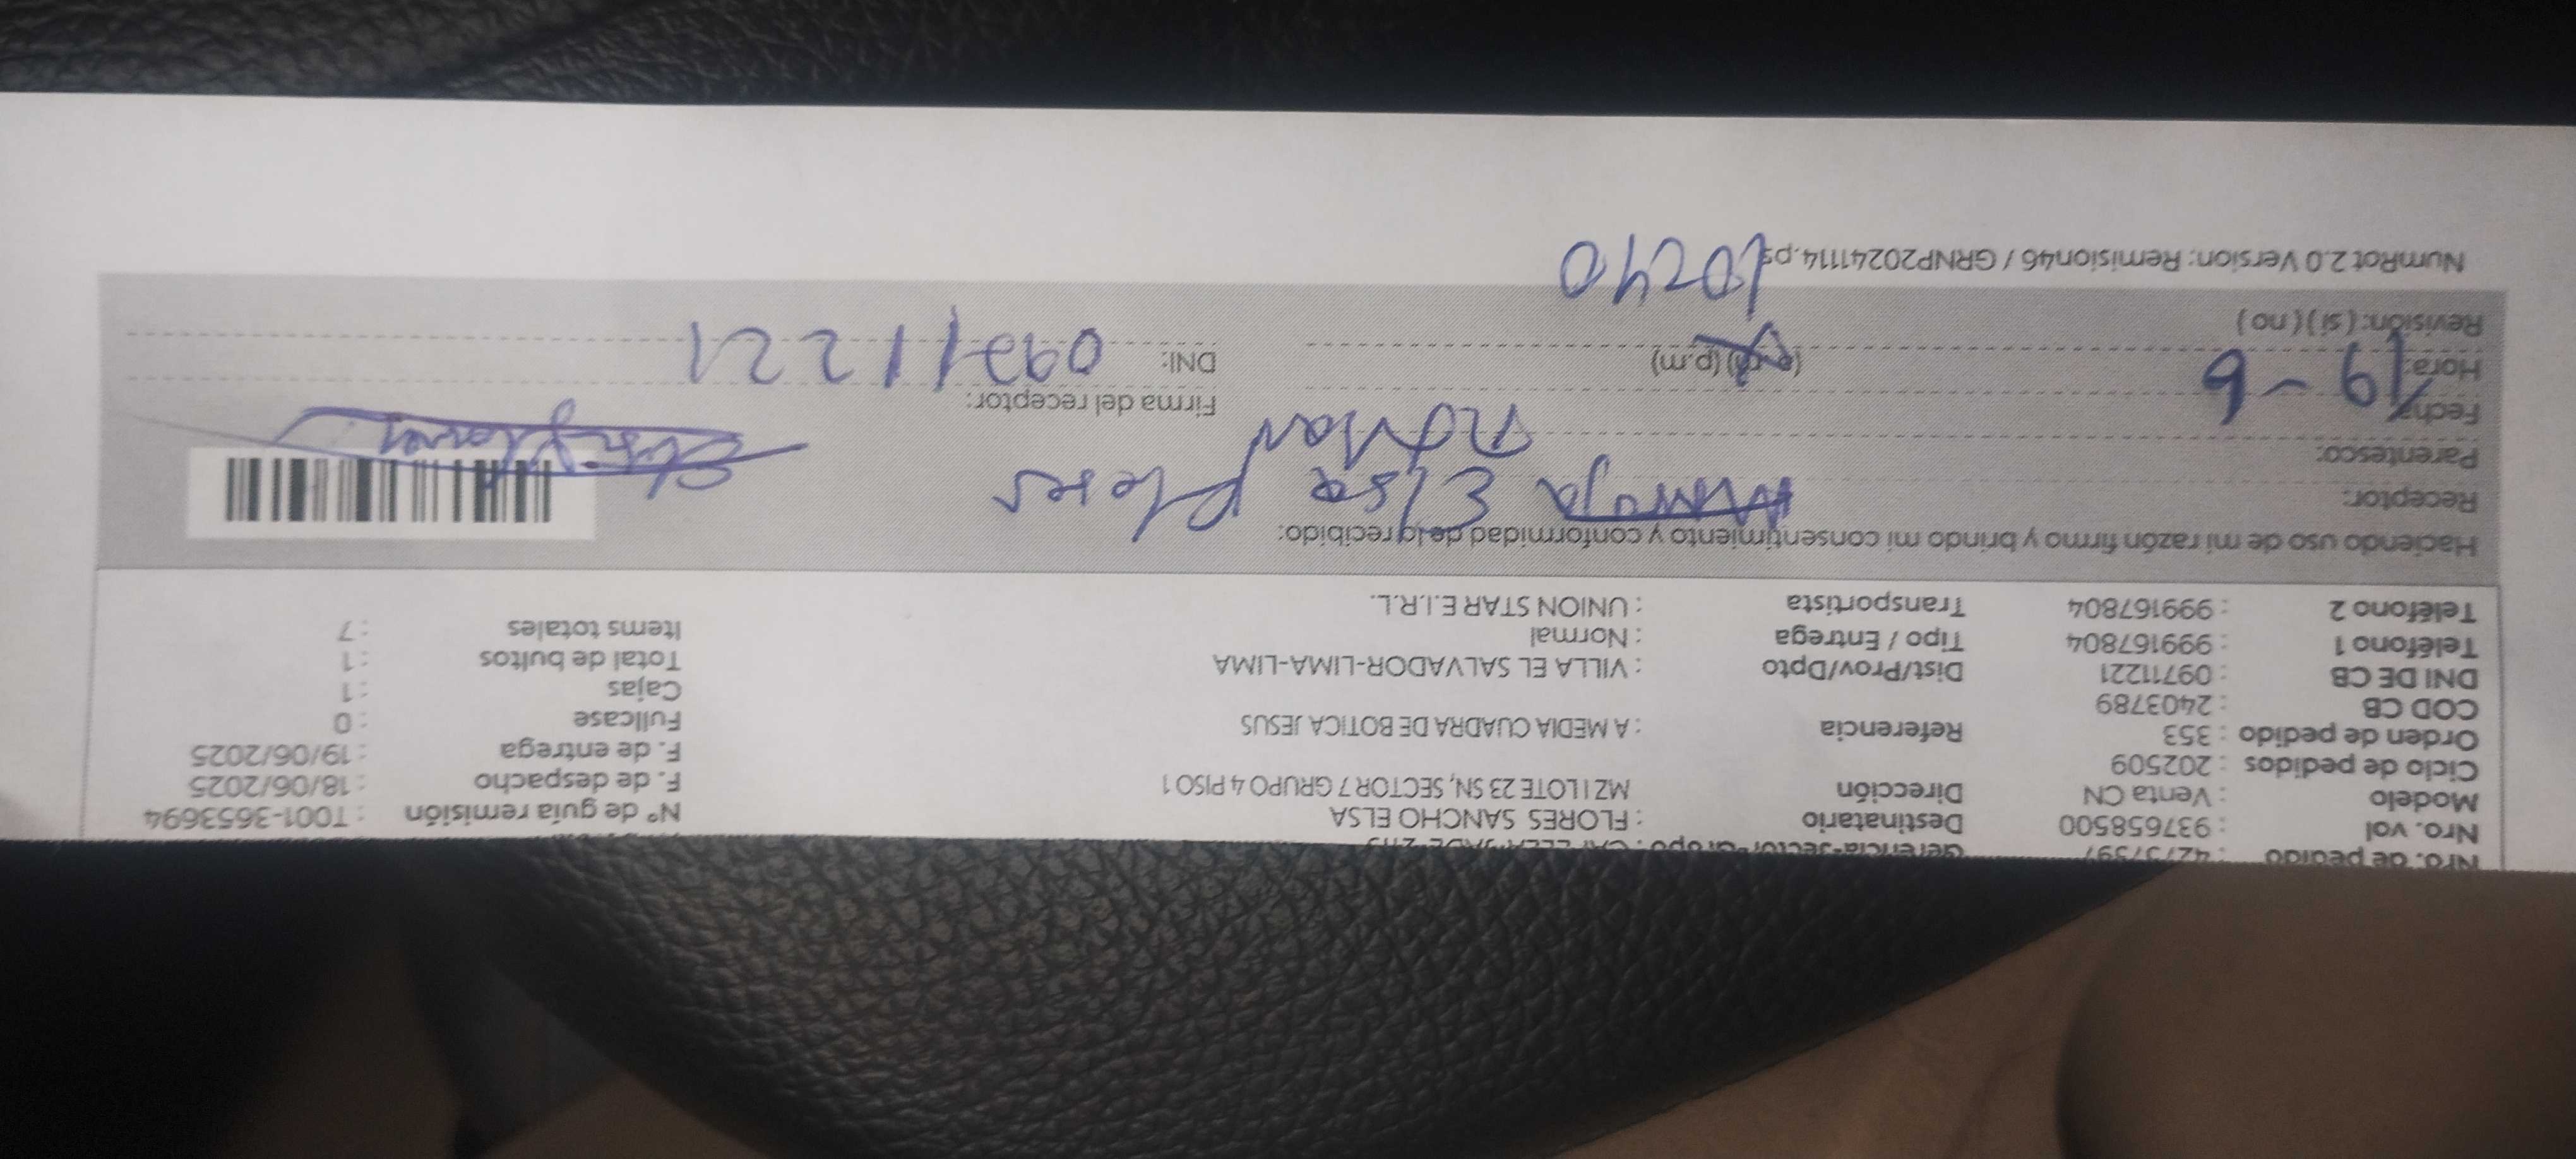 Nro. de pedido : 42737397 Gerencia-Sector-Grupo
Nro. vol : 937658500 Destinatario : FLORES SANCHO ELSA N° de guía remisión : T001-3653694
Modelo : Venta CN Dirección MZ I LOTE 23 SN, SECTOR 7 GRUPO 4 PISO 1 F. de despacho : 18/06/2025
Ciclo de pedidos : 202509 F. de entrega : 19/06/2025
Orden de pedido : 353 Referencia : A MEDIA CUADRA DE BOTICA JESUS Fullcase : 0
COD CB : 2403789 Cajas : 1
DNI DE CB : 09711221 Dist/Prov/Dpto : VILLA EL SALVADOR-LIMA-LIMA Total de bultos : 1
Teléfono 1 : 999167804 Tipo / Entrega : Normal Items totales : 7
Teléfono 2 : 999167804 Transportista : UNION STAR E.I.R.L.
Haciendo uso de mi razón firmo y brindo mi consentimiento y conformidad de lo recibido:
Receptor: Elsa Flores
Parentesco:
Fecha: 19-6 Firma del receptor:
Hora: (a.m) (p.m) DNI: 09711221
Revisión: ( si ) ( no )
10:40
NumRot 2.0 Version: Remision46 / GRNP20241114.ps